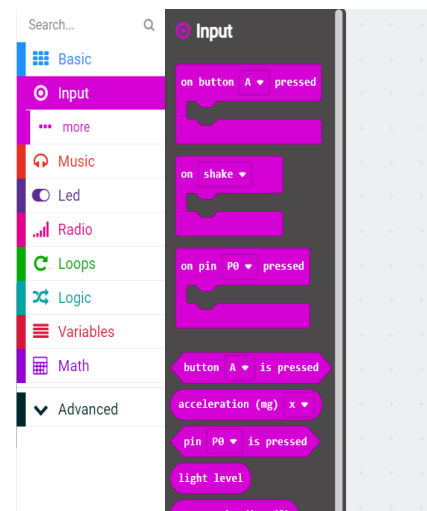 Search...
Basic
Input
more
Music
Led
Radio
Loops
Logic
Variables
Math
Advanced
Input
on button A pressed
on shake
on pin P0 pressed
button A is pressed
acceleration (mg) x
pin P0 is pressed
light level